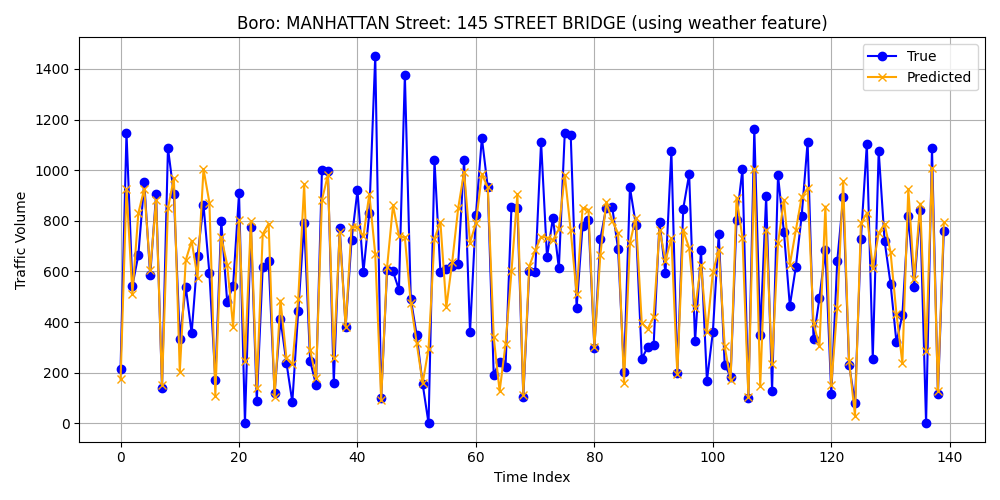 Boro: MANHATTAN Street: 145 STREET BRIDGE (using weather feature)
True
Predicted
Traffic Volume
1400
1200
1000
800
600
400
200
0
0 20 40 60 80 100 120 140
Time Index